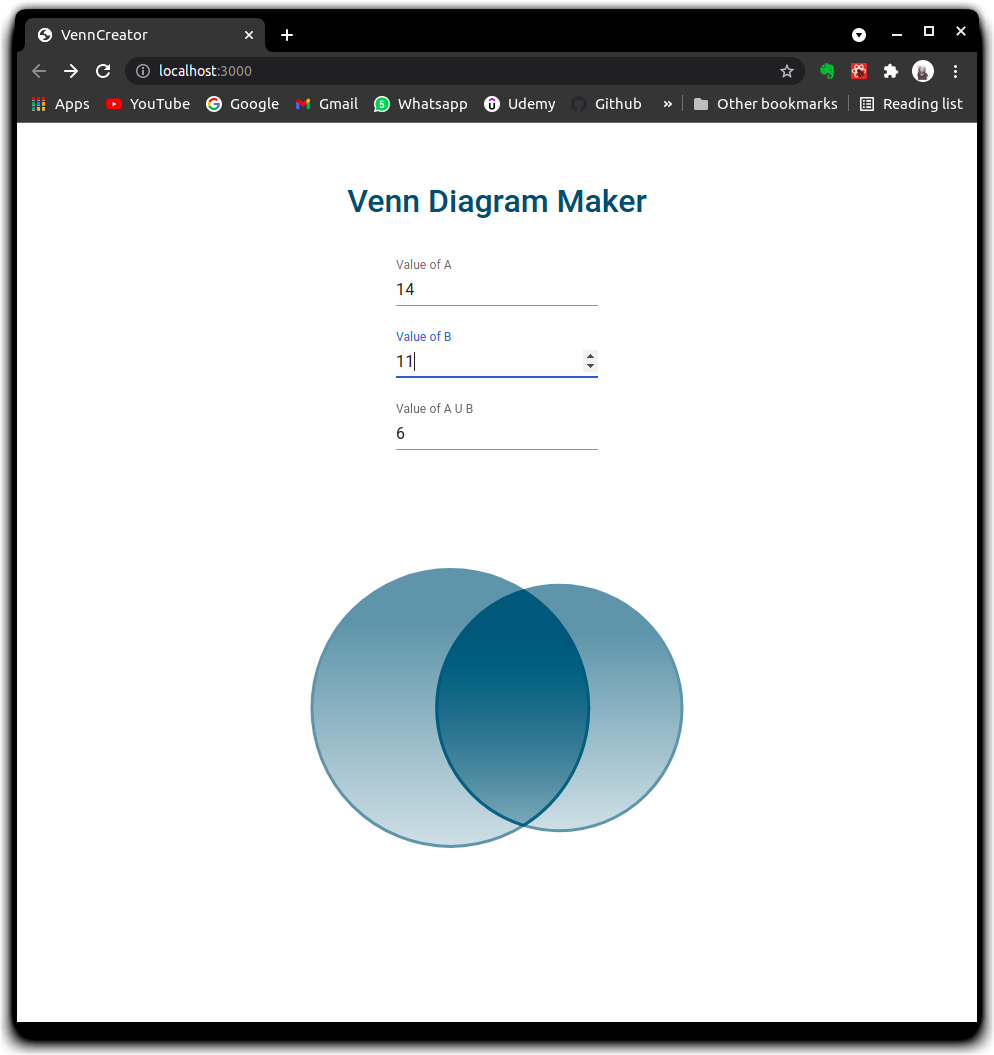 VennCreator
localhost:3000
Apps YouTube Google Gmail 5 Whatsapp Udemy Github » Other bookmarks Reading list
Venn Diagram Maker
Value of A
14
Value of B
11
Value of A U B
6